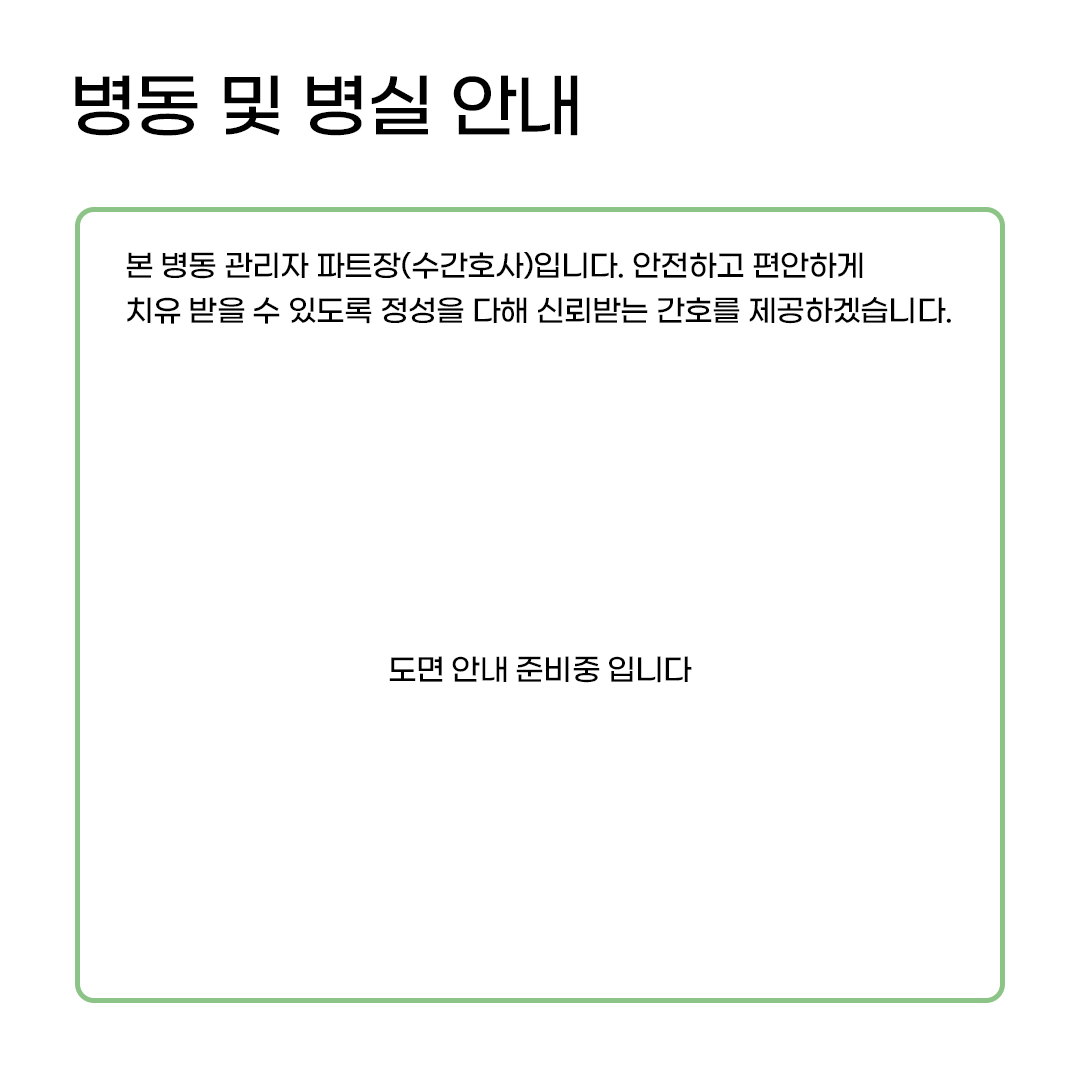 병동 및 병실 안내
본 병동 관리자 파트장(수간호사)입니다. 안전하고 편안하게
치유 받을 수 있도록 정성을 다해 신뢰받는 간호를 제공하겠습니다.
도면 안내 준비중 입니다